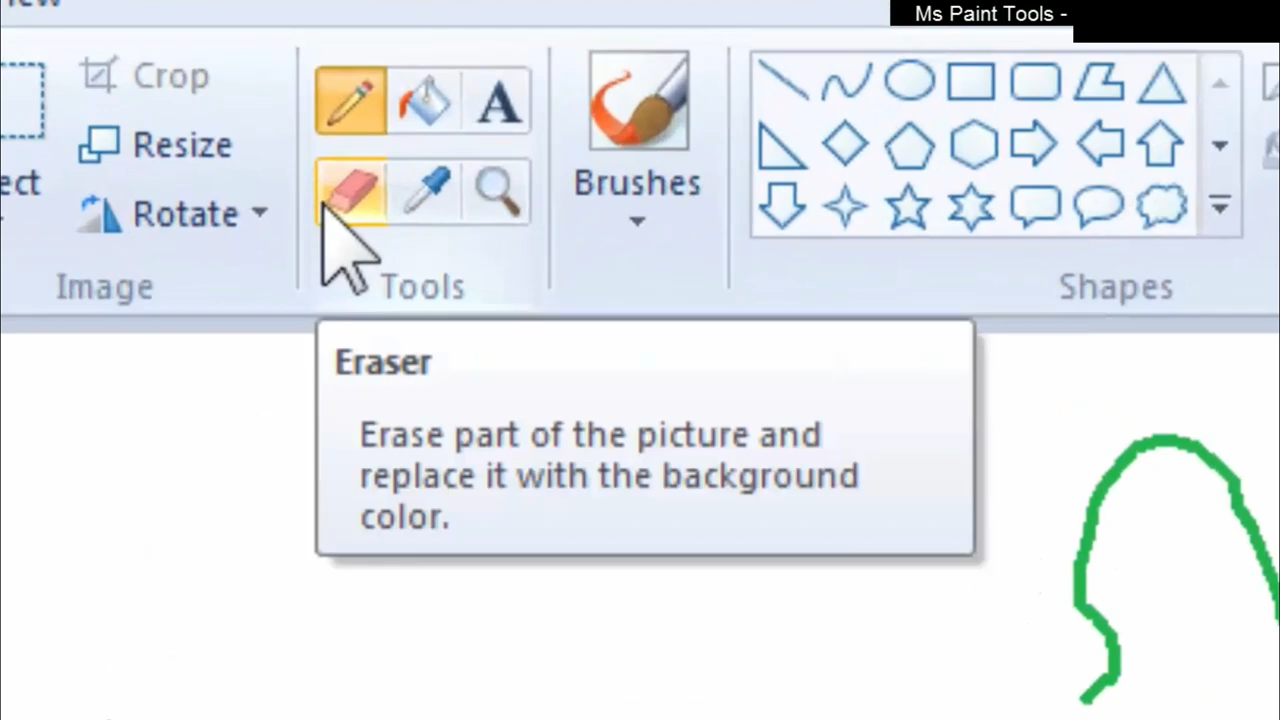 Ms Paint Tools -
Crop
Resize
Rotate
Image
A
Tools
Brushes
Shapes
Eraser
Erase part of the picture and
replace it with the background
color.